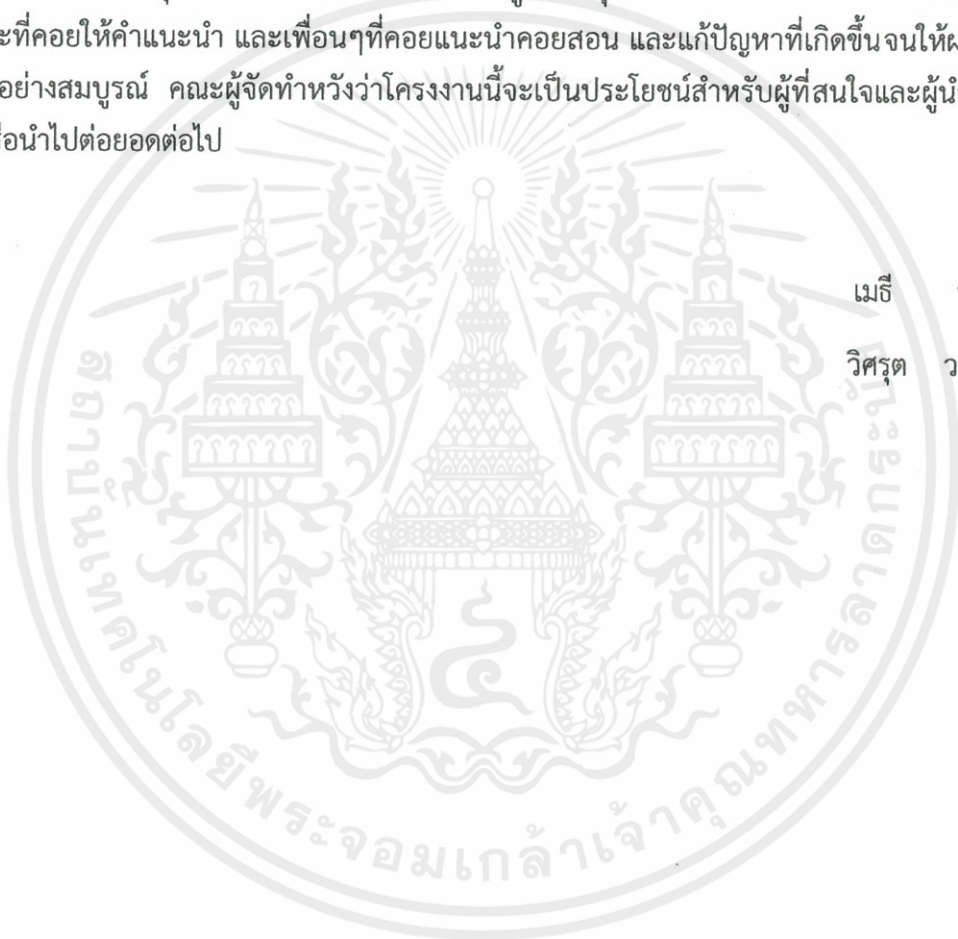 ะที่คอยให้คำแนะนำ และเพื่อนๆที่คอยแนะนำคอยสอน และแก้ปัญหาที่เกิดขึ้นจนให้
อย่างสมบูรณ์ คณะผู้จัดทำหวังว่าโครงงานนี้จะเป็นประโยชน์สำหรับผู้ที่สนใจและผู้นำ
อนำไปต่อยอดต่อไป
เมธี
วิศรุต ว
สถาบันเทคโนโลยีพระจอมเกล้าเจ้าคุณทหารลาดกระบัง